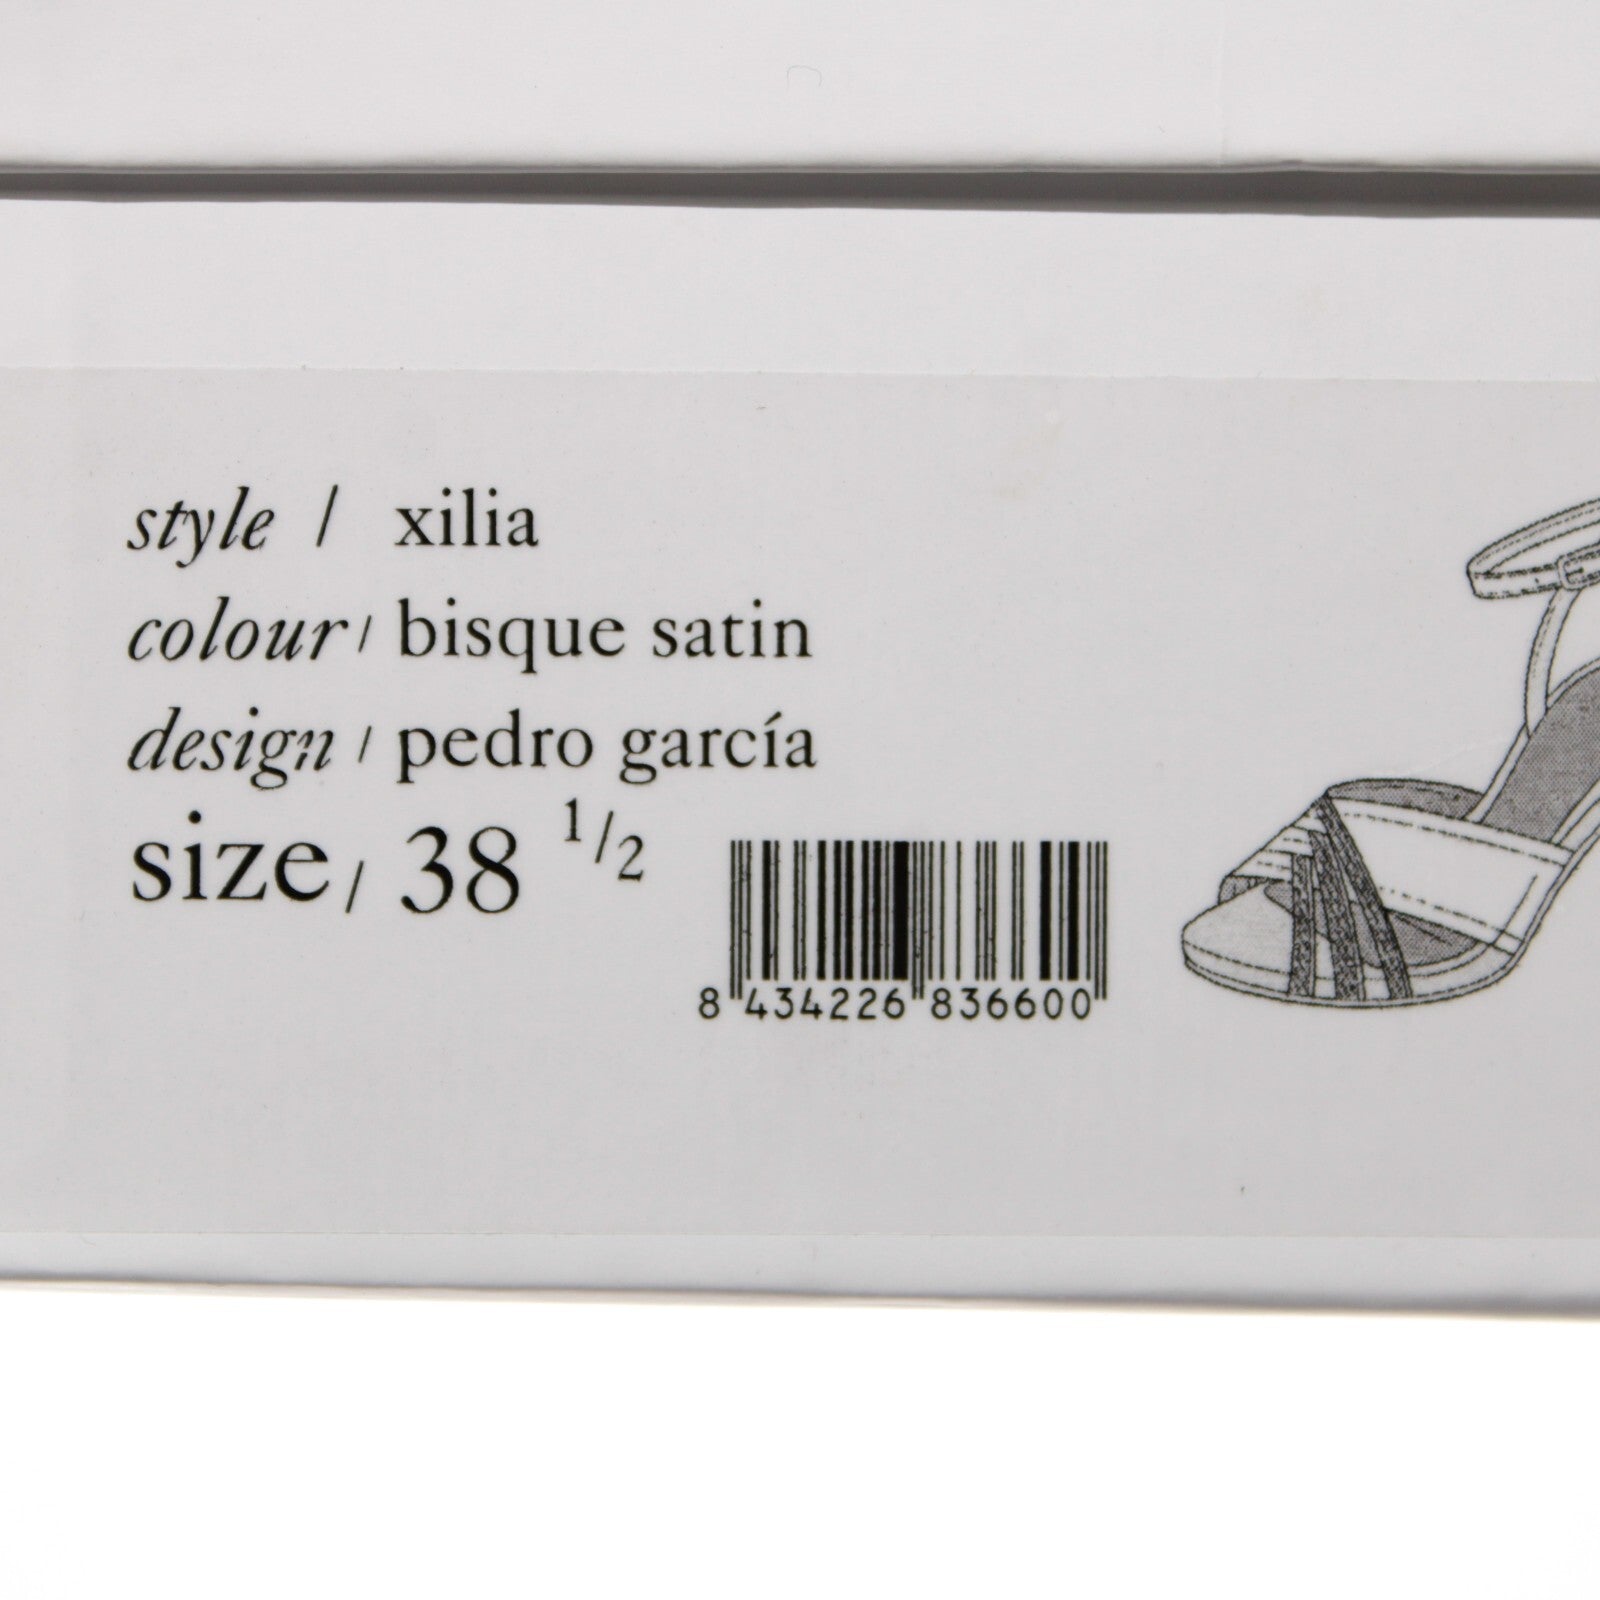 style / xilia
colour / bisque satin
design / pedro garcía
size / 38 1/2
8 434226 836600